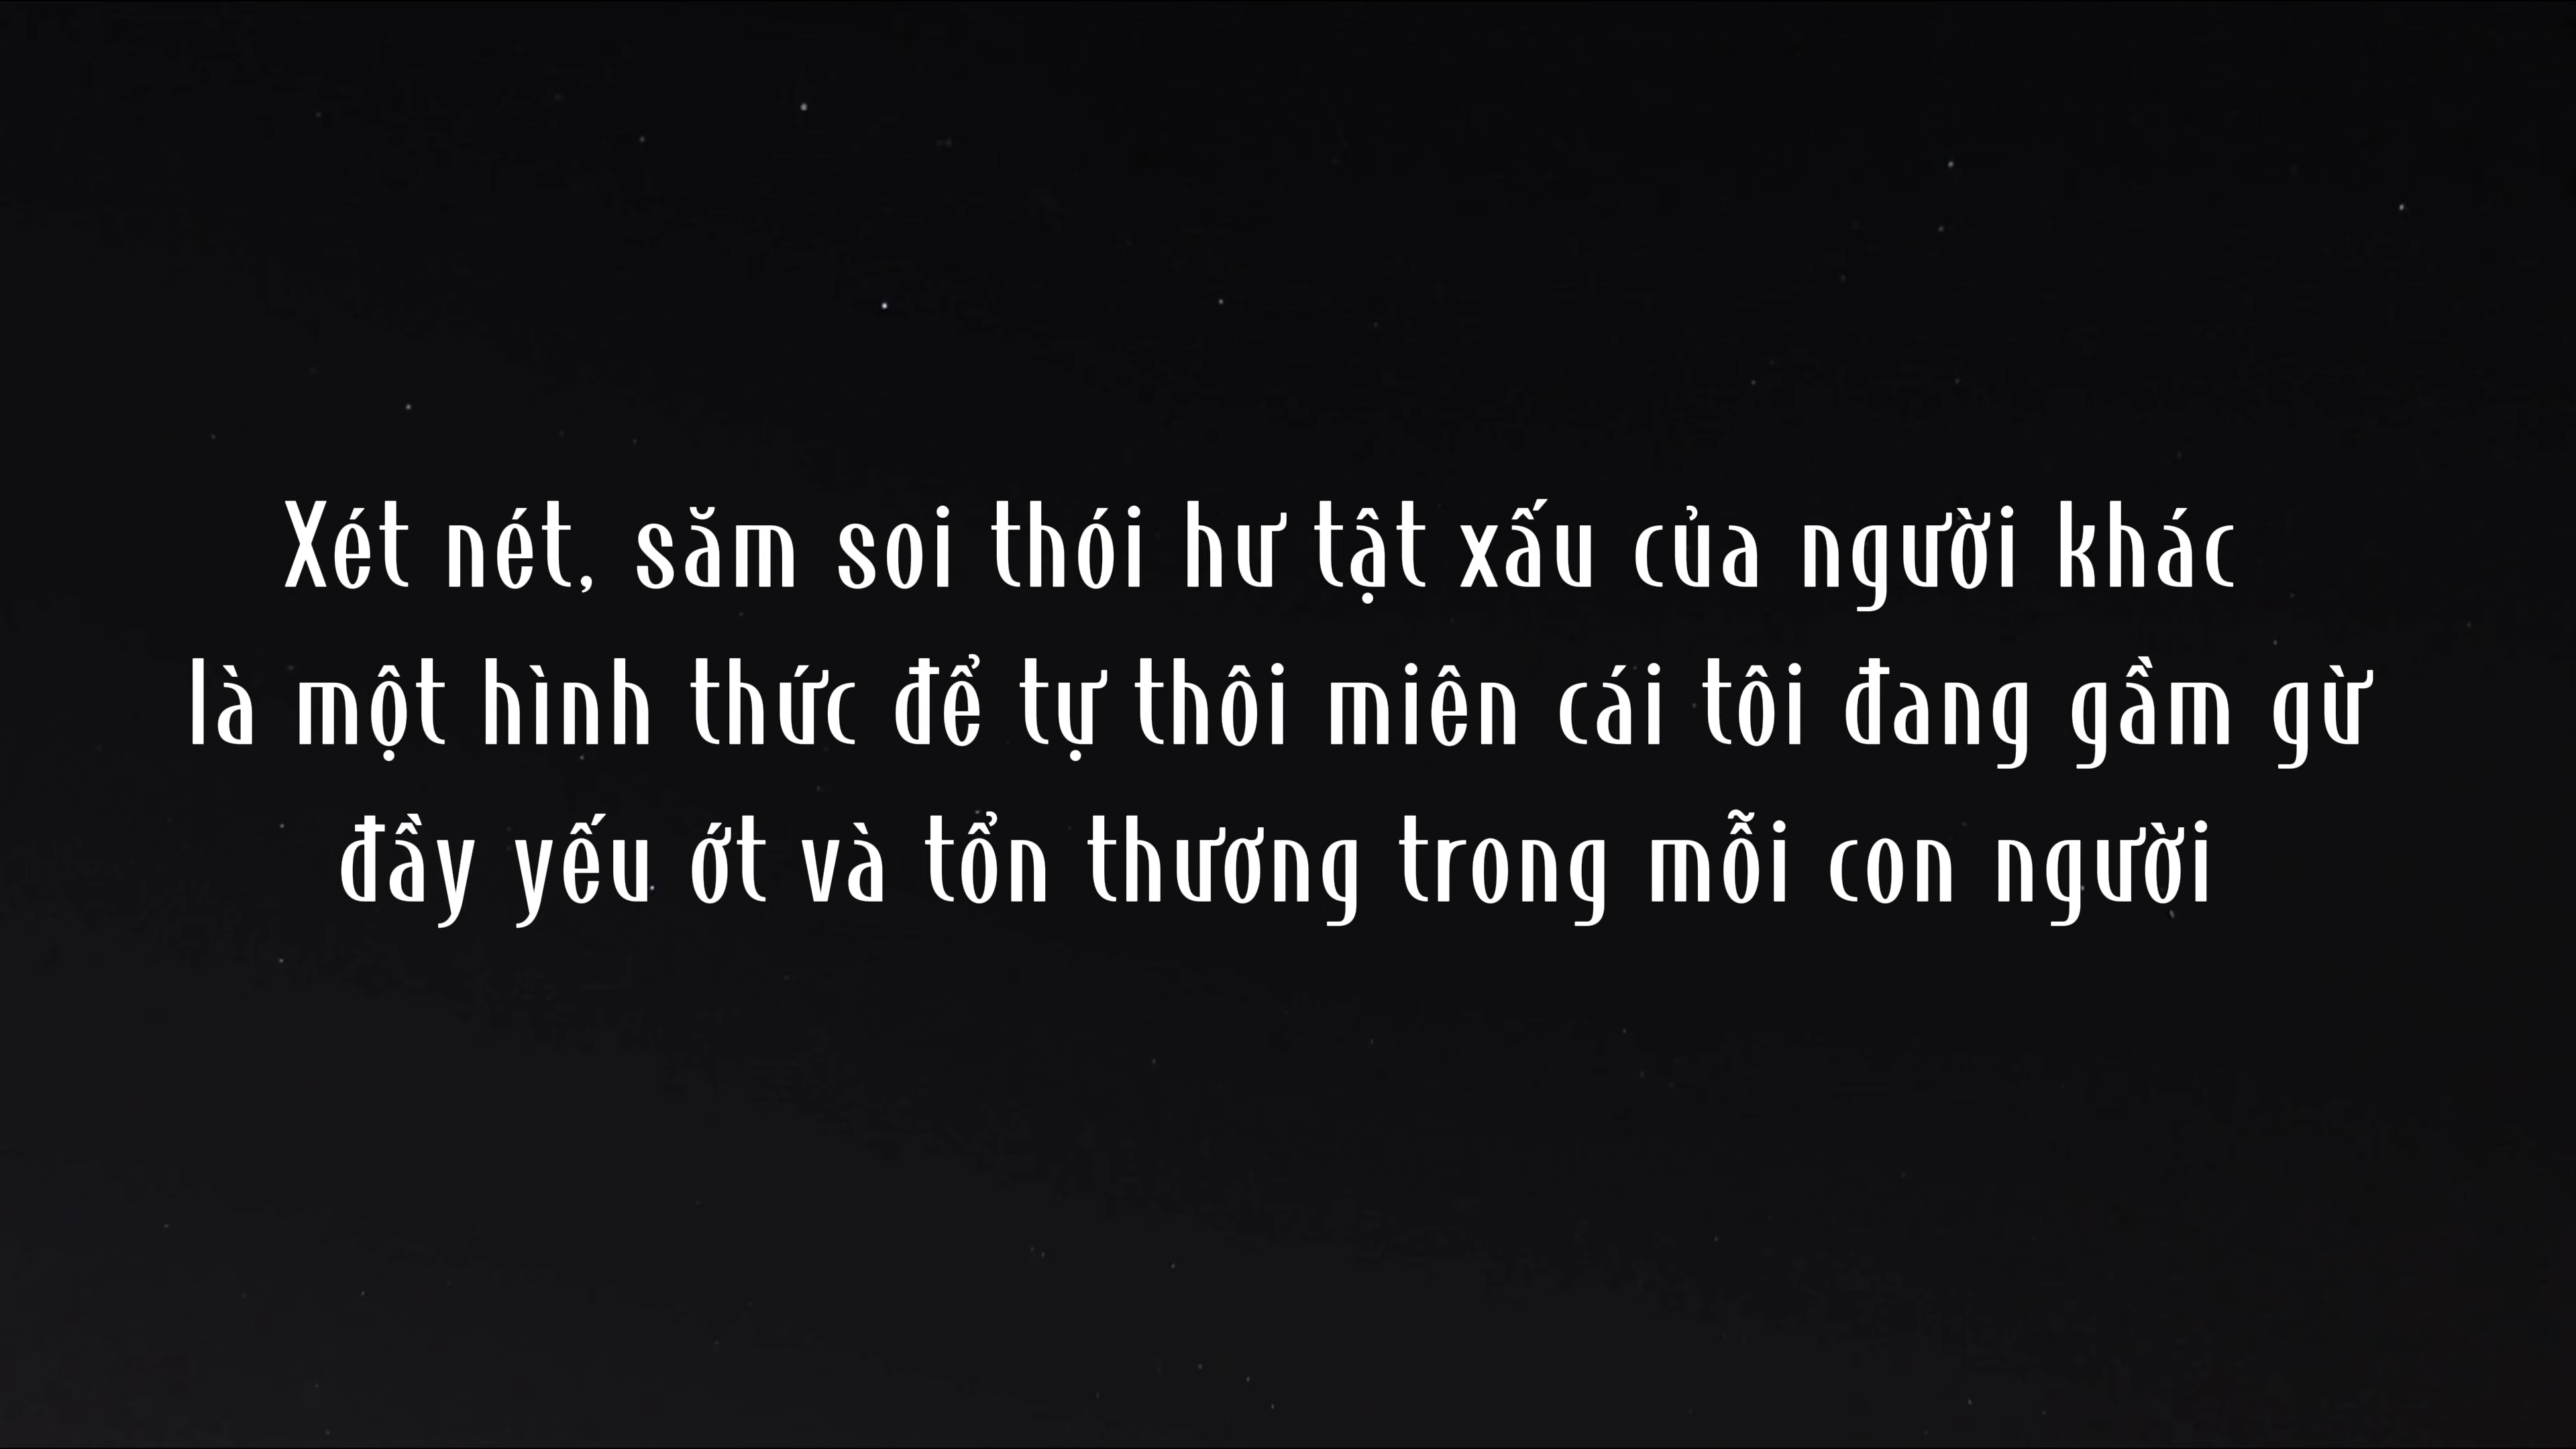 Xét nét, săm soi thói hư tật xấu của người khác
là một hình thức để tự thôi miên cái tôi đang gầm gừ
đầy yếu ớt và tổn thương trong mỗi con người